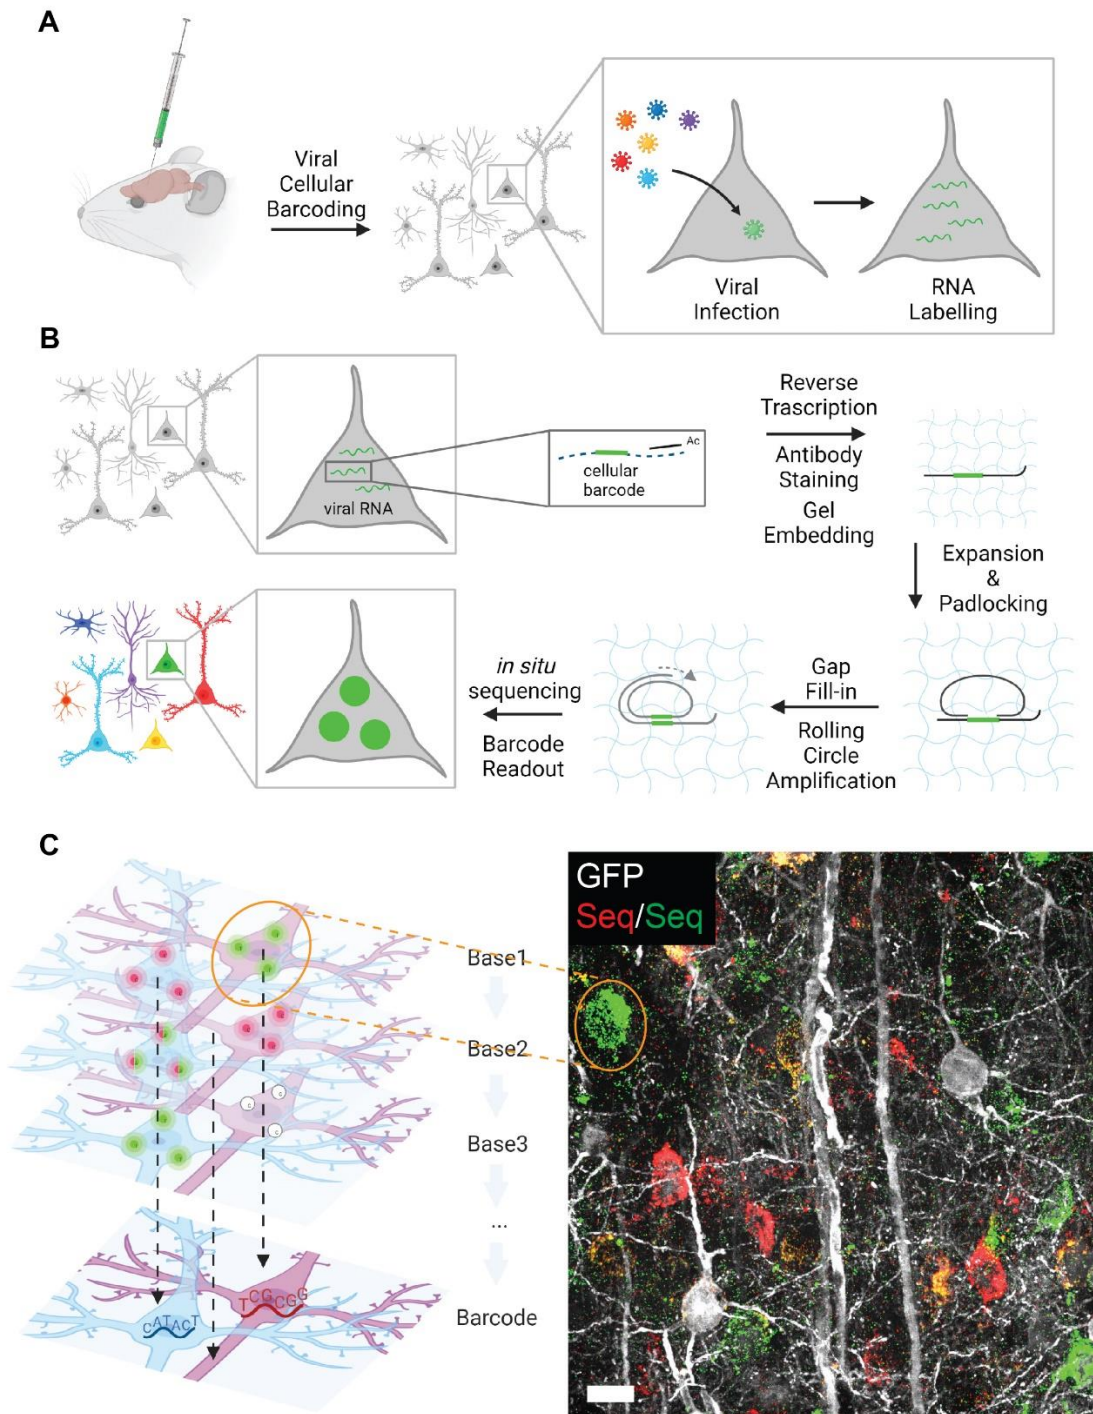 A
Viral
Cellular
Barcoding
Viral
Infection
RNA
Labelling
B
viral RNA
Ac
cellular
barcode
Reverse
Trascription
Antibody
Staining
Gel
Embedding
Expansion
&
Padlocking
Gap
Fill-in
Rolling
Circle
Amplification
in situ
sequencing
Barcode
Readout
C
Base1
Base2
Base3
...
Barcode
c
c
c
CATACT
TCGCGG
GFP
Seq/Seq